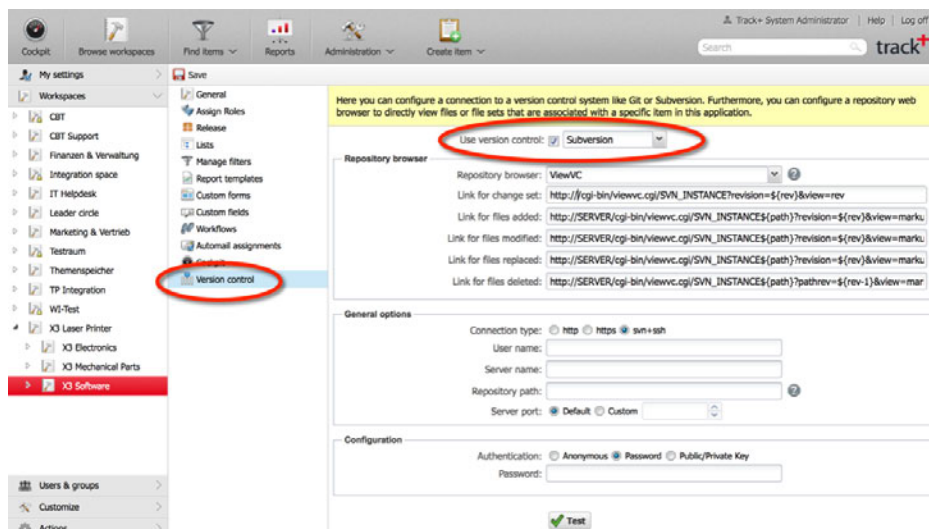 Track+ System Administrator | Help | Log off
Cockpit Browse workspaces Find items Reports Administration Create item
Search
track+
My settings
Workspaces
CBT
CBT Support
Finanzen & Verwaltung
Integration space
IT Helpdesk
Leader circle
Marketing & Vertrieb
Testraum
Themenspeicher
TP Integration
WI-Test
X3 Laser Printer
X3 Electronics
X3 Mechanical Parts
X3 Software
Users & groups
Customize
Actions
Save
General
Assign Roles
Release
Lists
Manage filters
Report templates
Custom forms
Custom fields
Workflows
Automail assignments
Cockpit
Version control
Here you can configure a connection to a version control system like Git or Subversion. Furthermore, you can configure a repository web
browser to directly view files or file sets that are associated with a specific item in this application.
Use version control: Subversion
Repository browser
Repository browser: ViewVC
Link for change set: http://cgi-bin/viewvc.cgi/SVN_INSTANCE?revision=${rev}&view=rev
Link for files added: http://SERVER/cgi-bin/viewvc.cgi/SVN_INSTANCE${path}?revision=${rev}&view=marku
Link for files modified: http://SERVER/cgi-bin/viewvc.cgi/SVN_INSTANCE${path}?revision=${rev}&view=marku
Link for files replaced: http://SERVER/cgi-bin/viewvc.cgi/SVN_INSTANCE${path}?revision=${rev}&view=marku
Link for files deleted: http://SERVER/cgi-bin/viewvc.cgi/SVN_INSTANCE${path}?pathrev=${rev-1}&view=mar
General options
Connection type: http https svn+ssh
User name:
Server name:
Repository path:
Server port: Default Custom
Configuration
Authentication: Anonymous Password Public/Private Key
Password:
Test